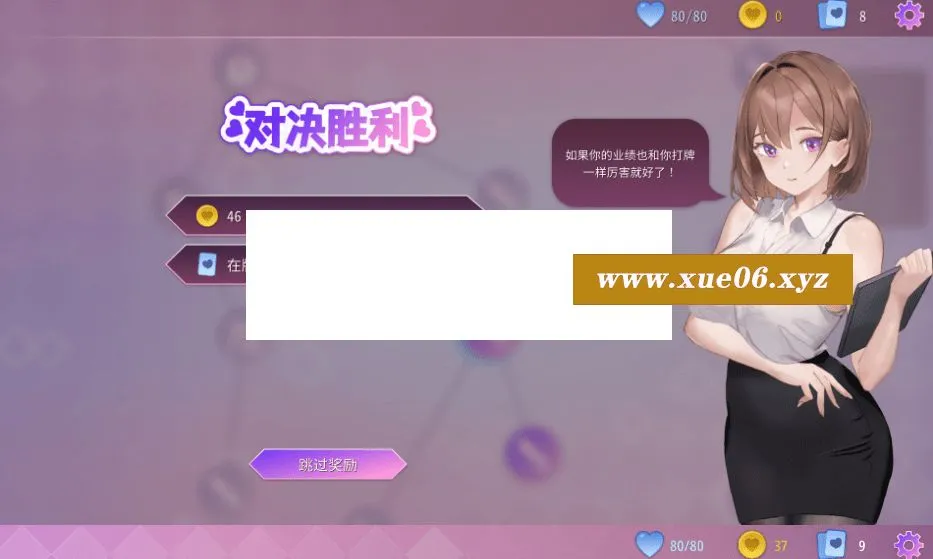 80/80
0
8
对决胜利
如果你的业绩也和你打牌
一样厉害就好了！
46
在
www.xue06.xyz
跳过奖励
80/80
37
9